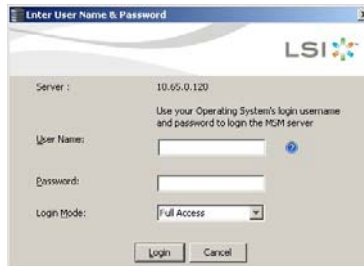 Enter User Name & Password
LSI
Server : 10.65.0.120
Use your Operating System's login username
and password to login the MSM server
User Name:
Password:
Login Mode: Full Access
Login Cancel